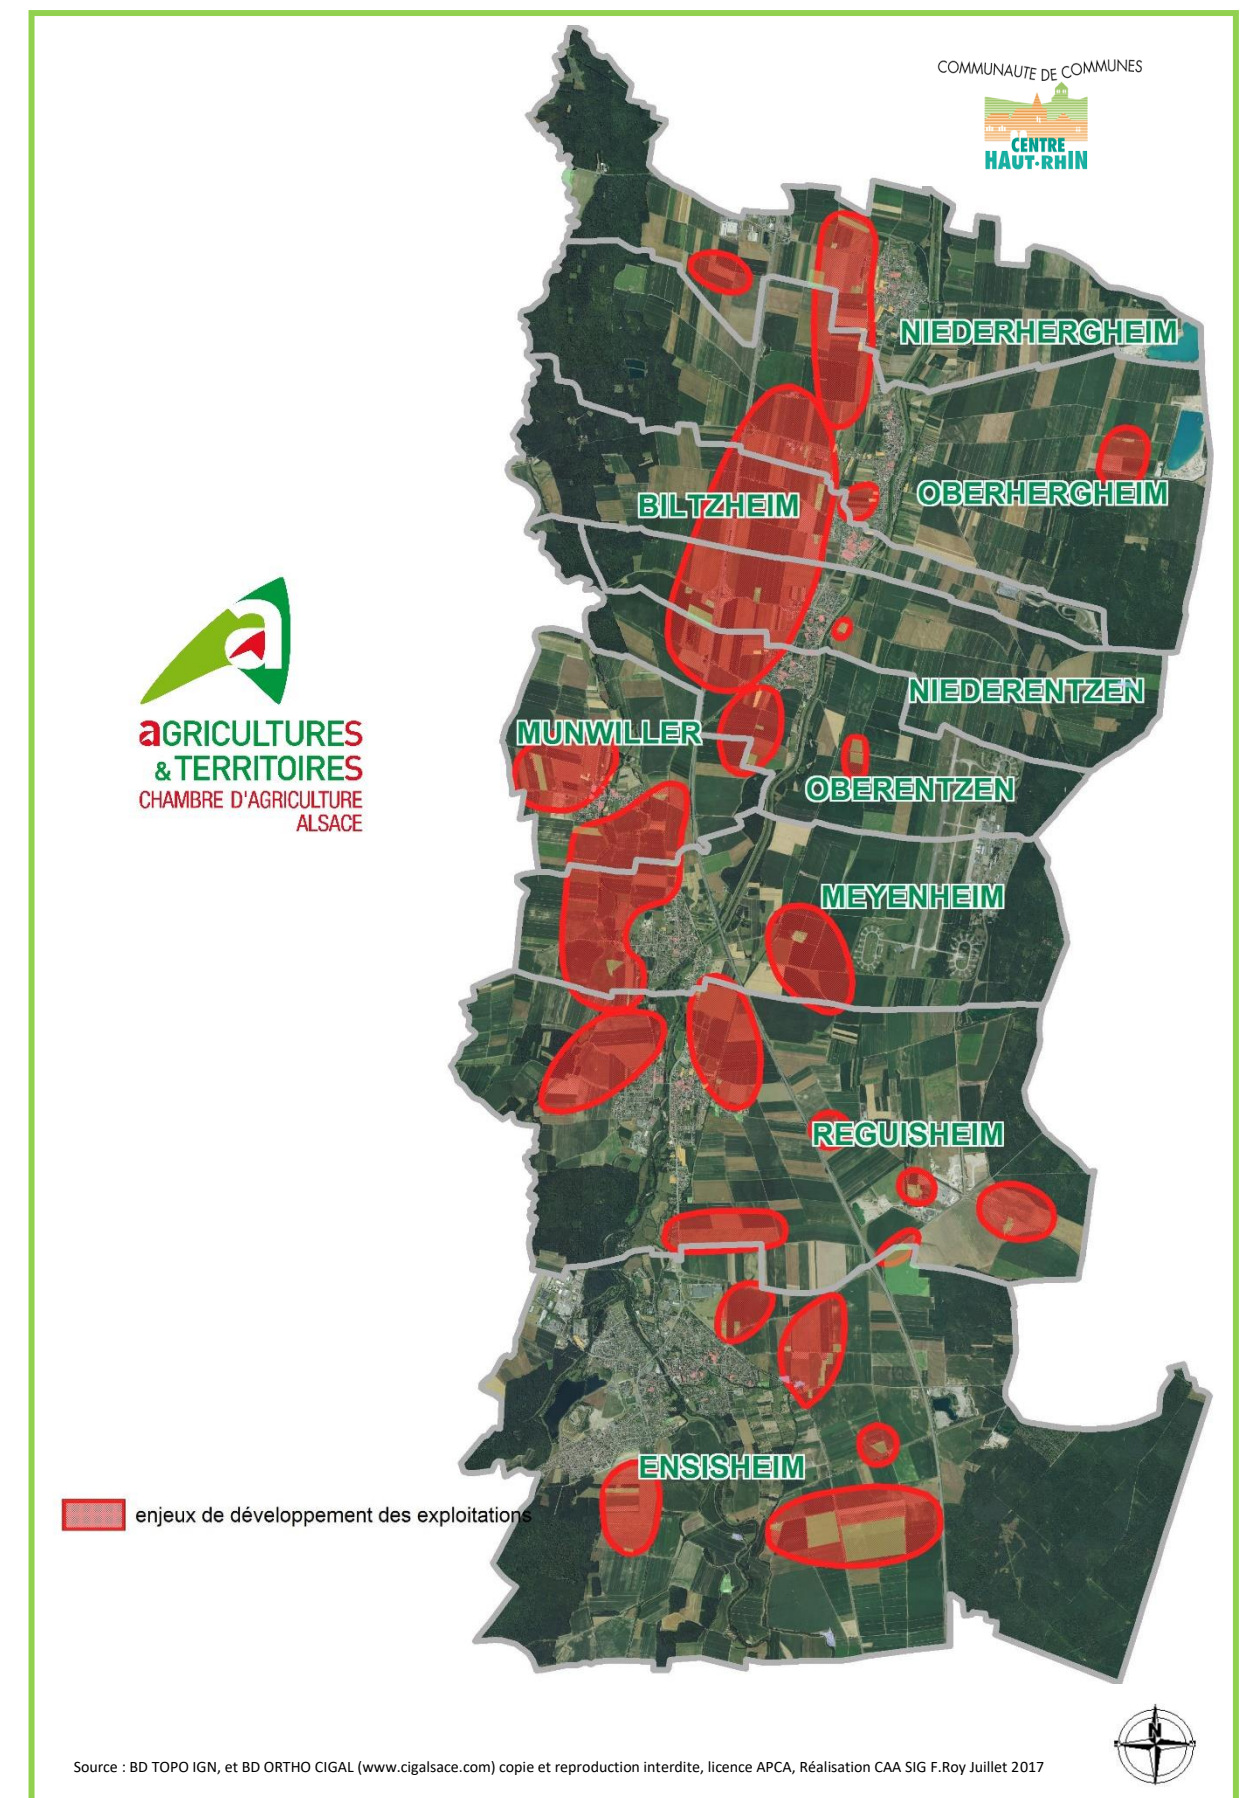 COMMUNAUTE DE COMMUNES
CENTRE
HAUT-RHIN
NIEDERHERGHEIM
OBERHERGHEIM
BILTZHEIM
NIEDERENTZEN
MUNWILLER
OBERENTZEN
aGRICULTURES
& TERRITOIRES
CHAMBRE D'AGRICULTURE
ALSACE
MEYENHEIM
REGUISHEIM
ENSISHEIM
enjeux de développement des exploitations
N
Source : BD TOPO IGN, et BD ORTHO CIGAL (www.cigalsace.com) copie et reproduction interdite, licence APCA, Réalisation CAA SIG F.Roy Juillet 2017